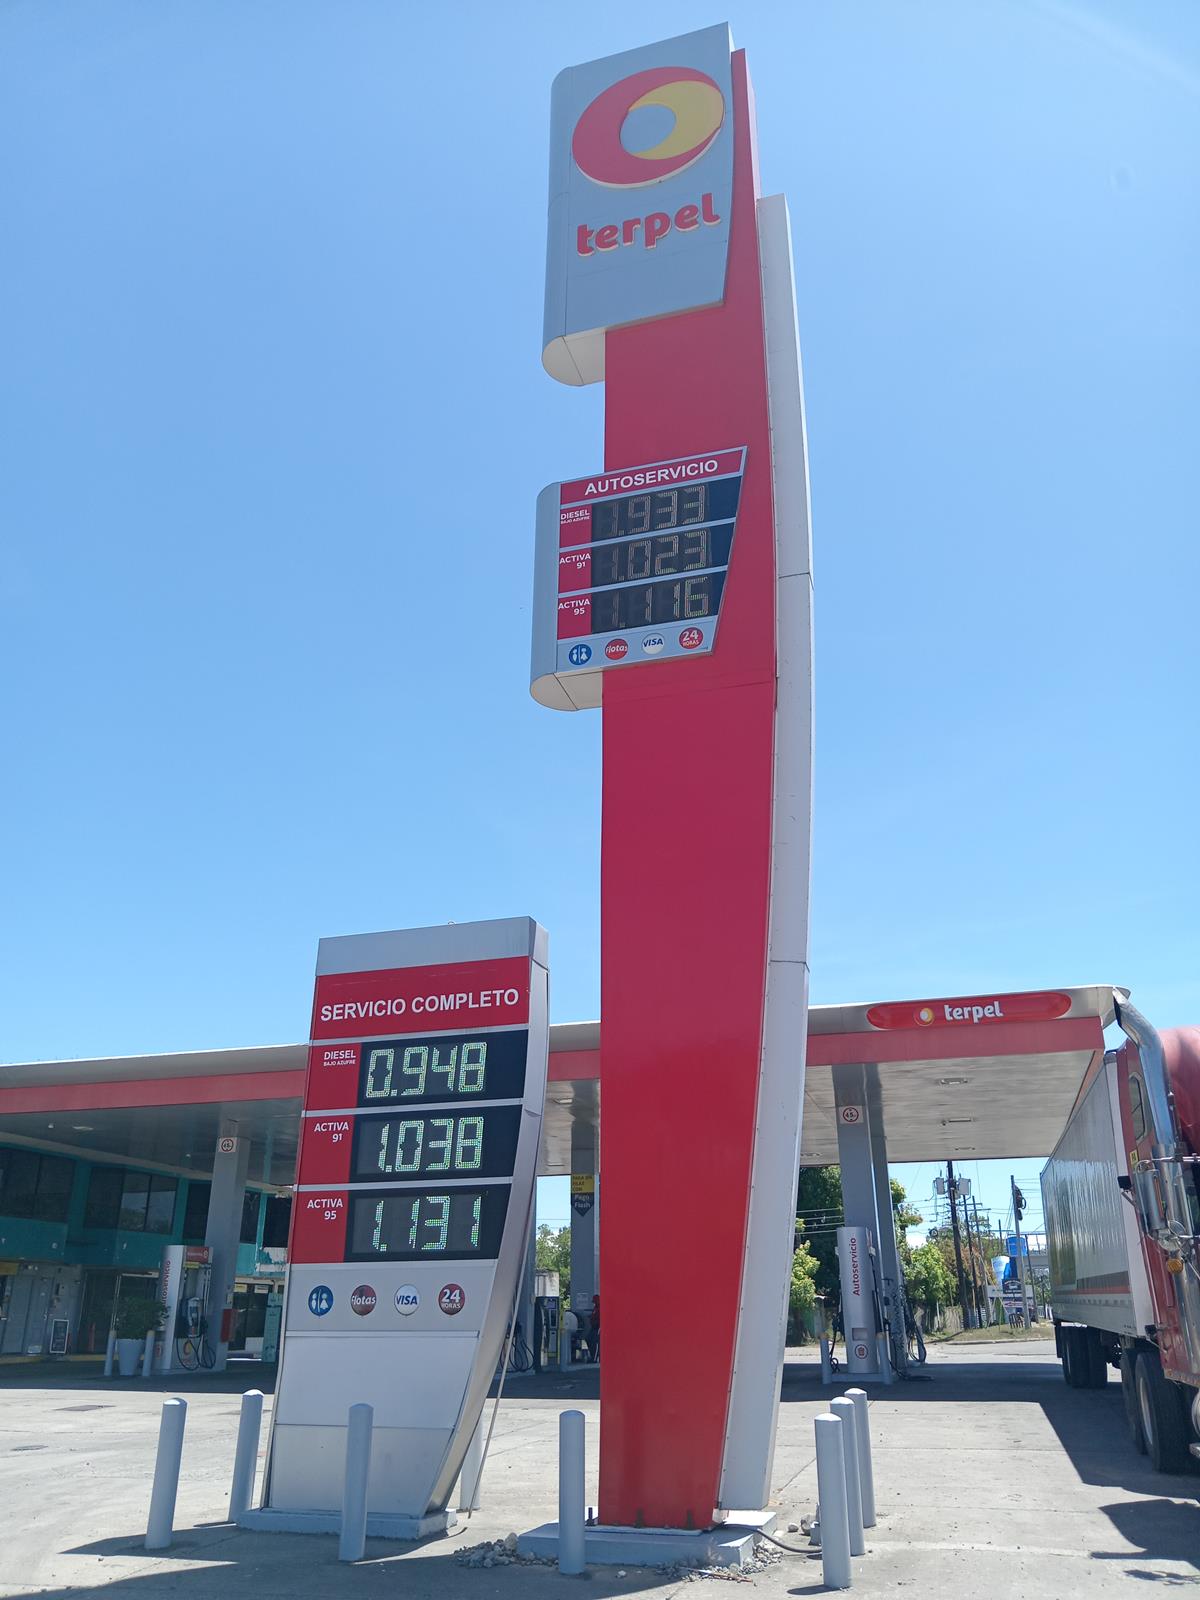 terpel
AUTOSERVICIO
DIESEL
BAJO AZUFRE
ACTIVA
91
1.023
ACTIVA
95
1.116
flotas
VISA
24
HORAS
SERVICIO COMPLETO
DIESEL
BAJO AZUFRE
0.948
ACTIVA
91
1.038
ACTIVA
95
1.131
flotas
VISA
24
HORAS
terpel
Autoservicio
Autoservicio